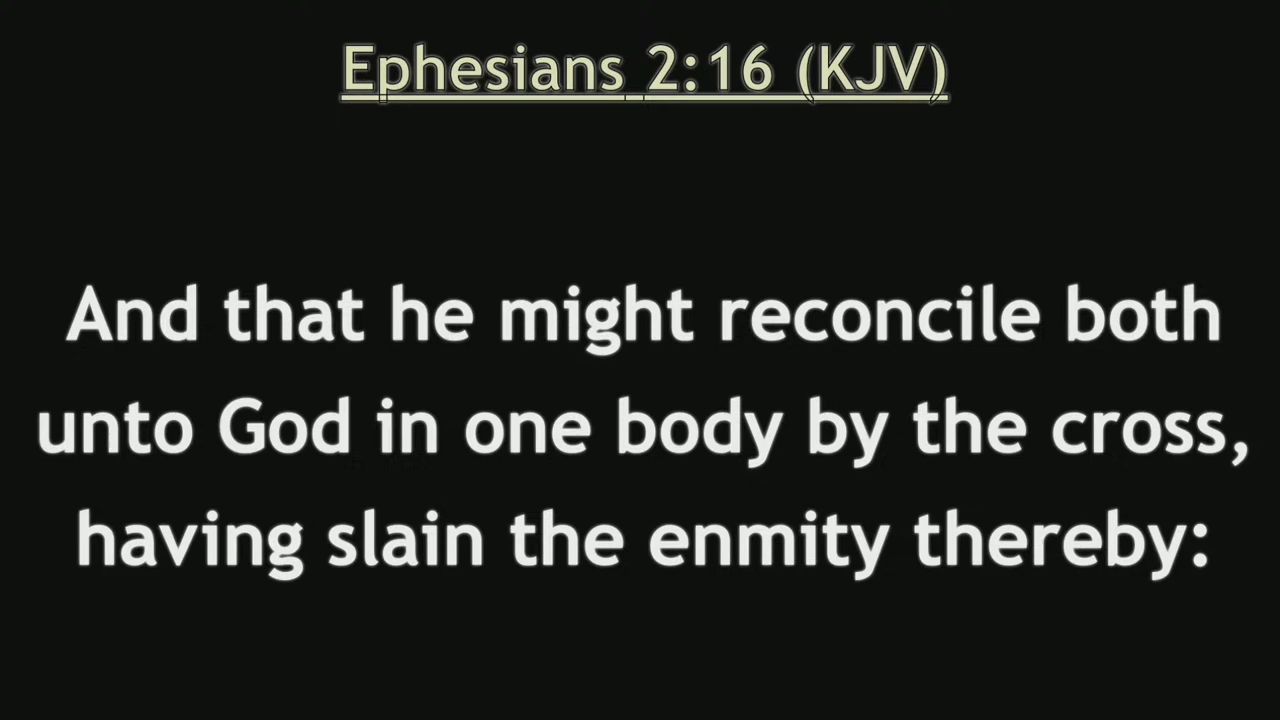 Ephesians 2:16 (KJV)
And that he might reconcile both
unto God in one body by the cross,
having slain the enmity thereby: